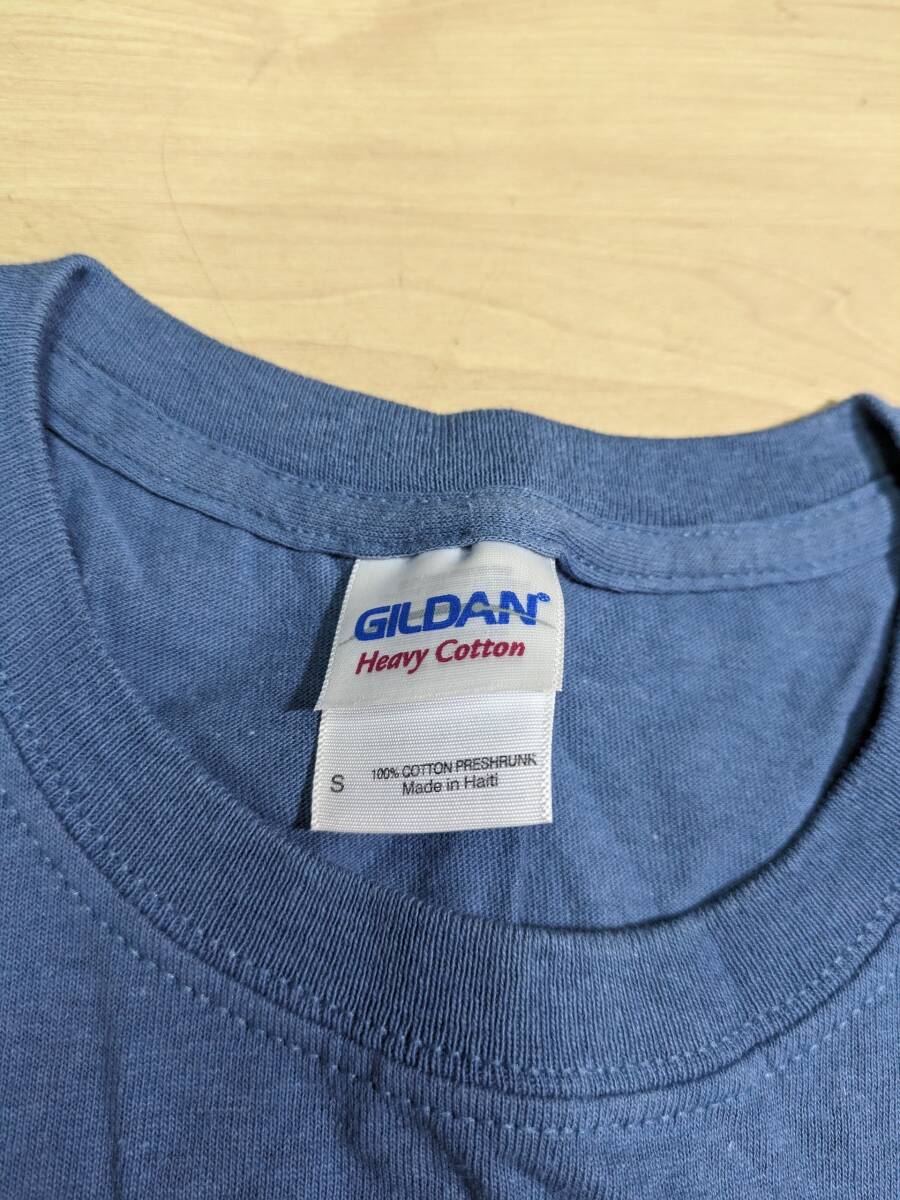 GILDAN®
Heavy Cotton
S 100% COTTON PRESHRUNK
Made in Haiti